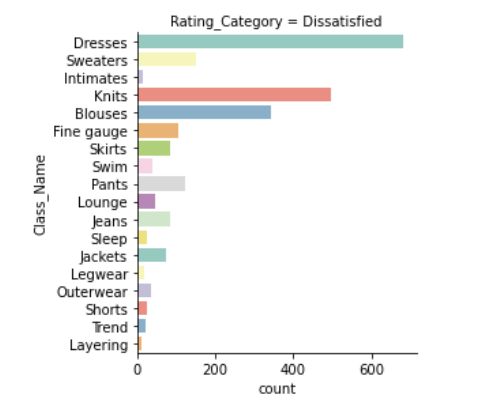 Rating_Category = Dissatisfied
Dresses
Sweaters
Intimates
Knits
Blouses
Fine gauge
Skirts
Swim
Pants
Lounge
Jeans
Sleep
Jackets
Legwear
Outerwear
Shorts
Trend
Layering
Class_Name
0 200 400 600
count